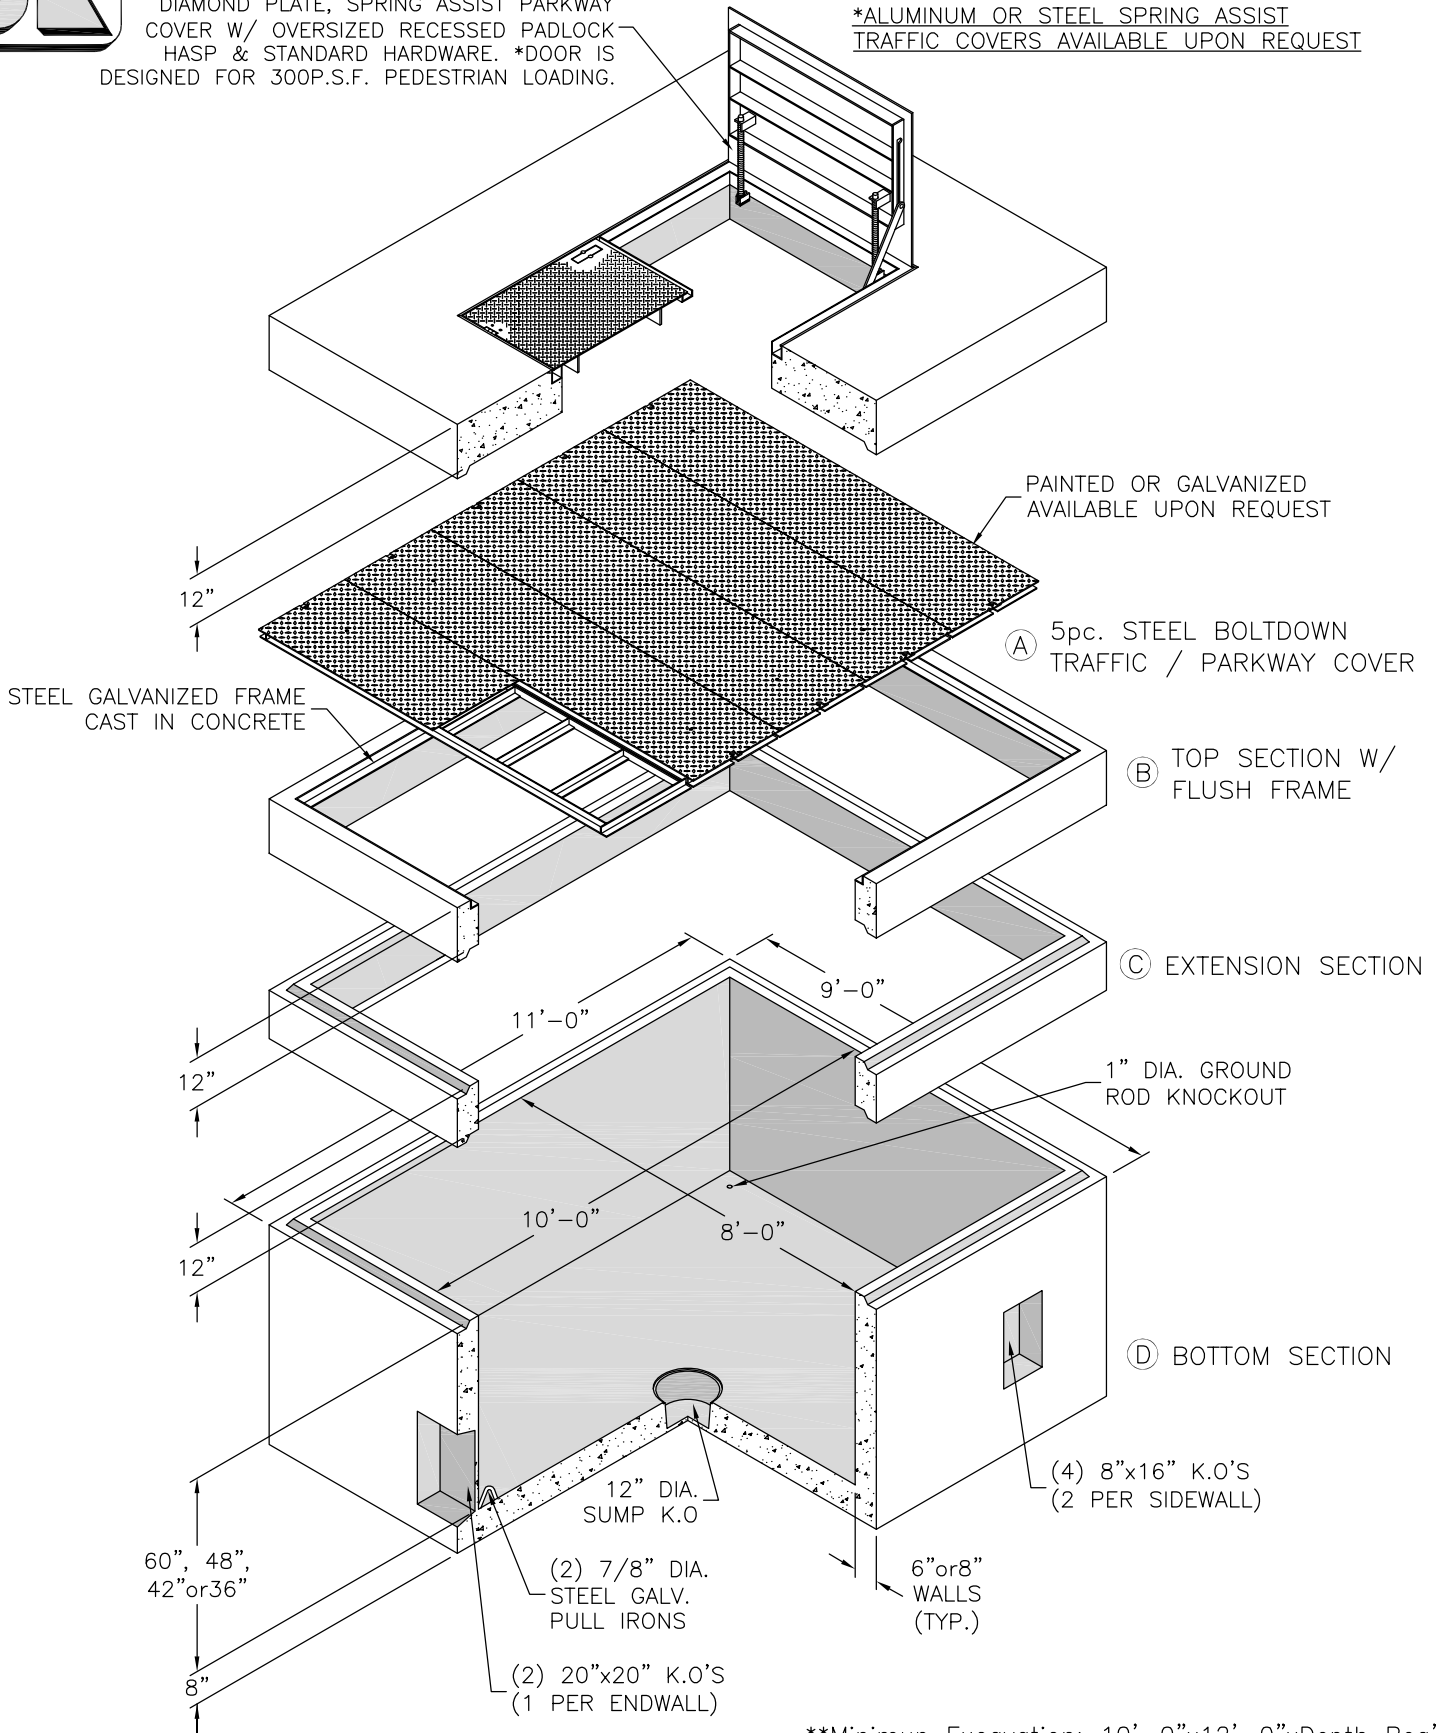 DIAMOND PLATE, SPRING ASSIST PARKWAY
COVER W/ OVERSIZED RECESSED PADLOCK
HASP & STANDARD HARDWARE. *DOOR IS
DESIGNED FOR 300P.S.F. PEDESTRIAN LOADING.
*ALUMINUM OR STEEL SPRING ASSIST
TRAFFIC COVERS AVAILABLE UPON REQUEST
PAINTED OR GALVANIZED
AVAILABLE UPON REQUEST
12"
A 5pc. STEEL BOLTDOWN
TRAFFIC / PARKWAY COVER
STEEL GALVANIZED FRAME
CAST IN CONCRETE
B TOP SECTION W/
FLUSH FRAME
C EXTENSION SECTION
9'-0"
11'-0"
12"
1" DIA. GROUND
ROD KNOCKOUT
10'-0"
8'-0"
12"
D BOTTOM SECTION
(4) 8"x16" K.O'S
(2 PER SIDEWALL)
12" DIA.
SUMP K.O
60", 48",
42"or36"
(2) 7/8" DIA.
STEEL GALV.
PULL IRONS
6"or8"
WALLS
(TYP.)
(2) 20"x20" K.O'S
(1 PER ENDWALL)
8"